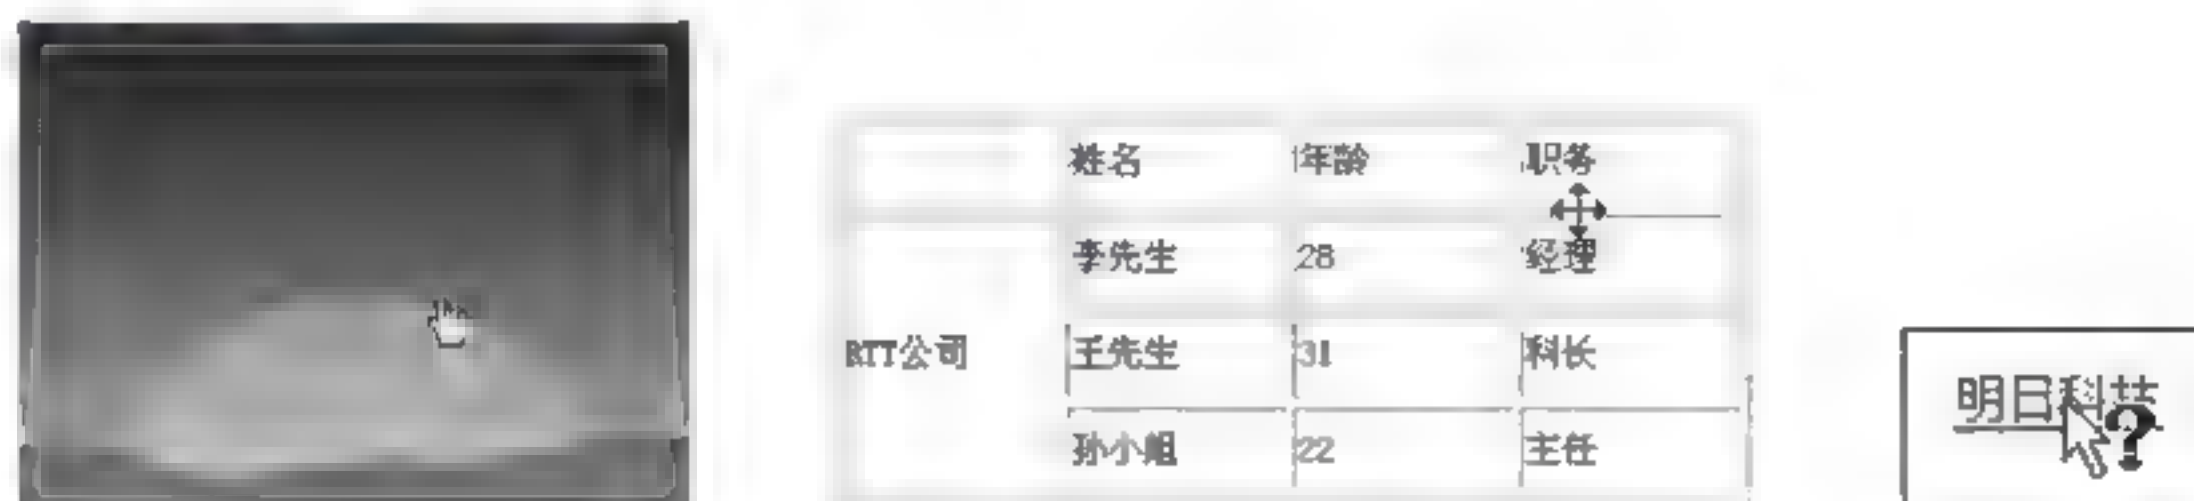 姓名 年龄 职务
李先生 28 经理
RTT公司 王先生 31 科长
孙小姐 22 主任
明日科技